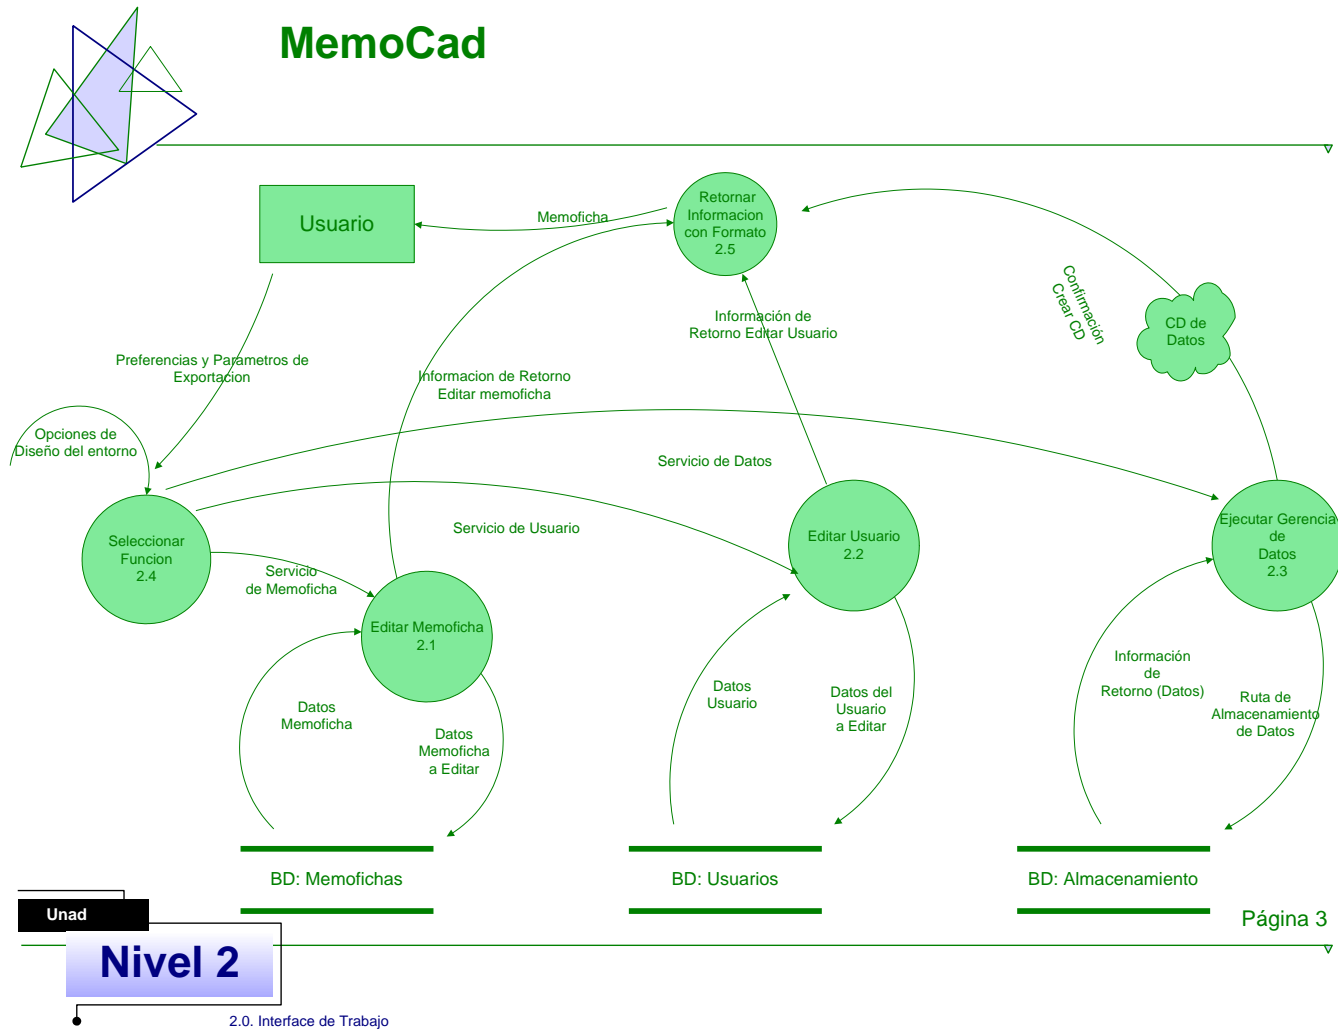 MemoCad
Usuario
Memoficha
Retornar
Informacion
con Formato
2.5
Confirmación
Crear CD
CD de
Datos
Información de
Retorno Editar Usuario
Preferencias y Parametros de
Exportacion
Informacion de Retorno
Editar memoficha
Opciones de
Diseño del entorno
Servicio de Datos
Servicio de Usuario
Seleccionar
Funcion
2.4
Servicio
de Memoficha
Editar Usuario
2.2
Ejecutar Gerencia
de
Datos
2.3
Editar Memoficha
2.1
Datos
Memoficha
Datos
Memoficha
a Editar
Datos
Usuario
Datos del
Usuario
a Editar
Información
de
Retorno (Datos)
Ruta de
Almacenamiento
de Datos
BD: Memofichas
BD: Usuarios
BD: Almacenamiento
Unad
Página 3
Nivel 2
2.0. Interface de Trabajo